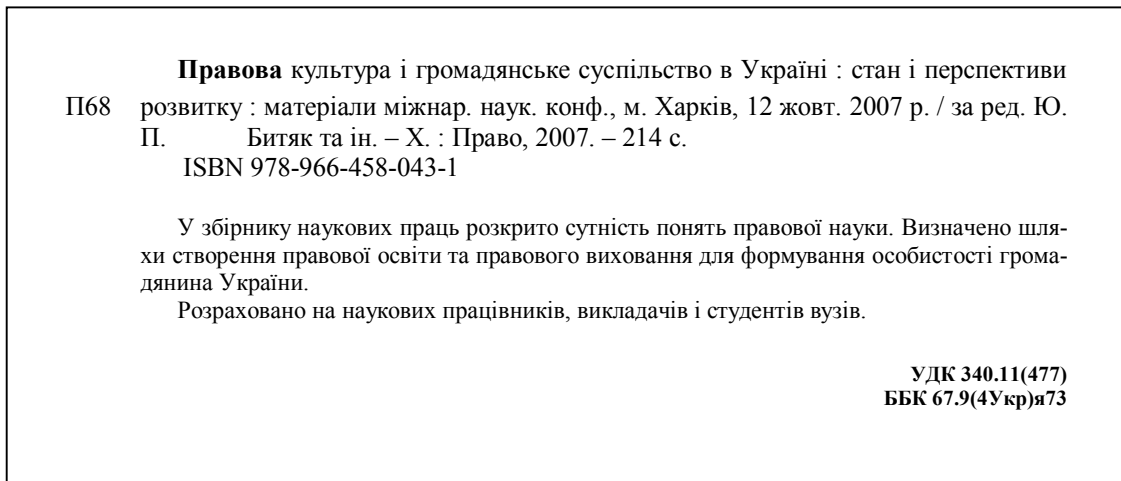 Правова культура і громадянське суспільство в Україні : стан і перспективи
П68 розвитку : матеріали міжнар. наук. конф., м. Харків, 12 жовт. 2007 р. / за ред. Ю.
П. Битяк та ін. – Х. : Право, 2007. – 214 с.
ISBN 978-966-458-043-1
У збірнику наукових праць розкрито сутність понять правової науки. Визначено шля-
хи створення правової освіти та правового виховання для формування особистості грома-
дянина України.
Розраховано на наукових працівників, викладачів і студентів вузів.
УДК 340.11(477)
ББК 67.9(4Укр)я73